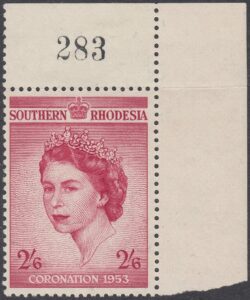 283
SOUTHERN RHODESIA
2/6 2/6
CORONATION 1953